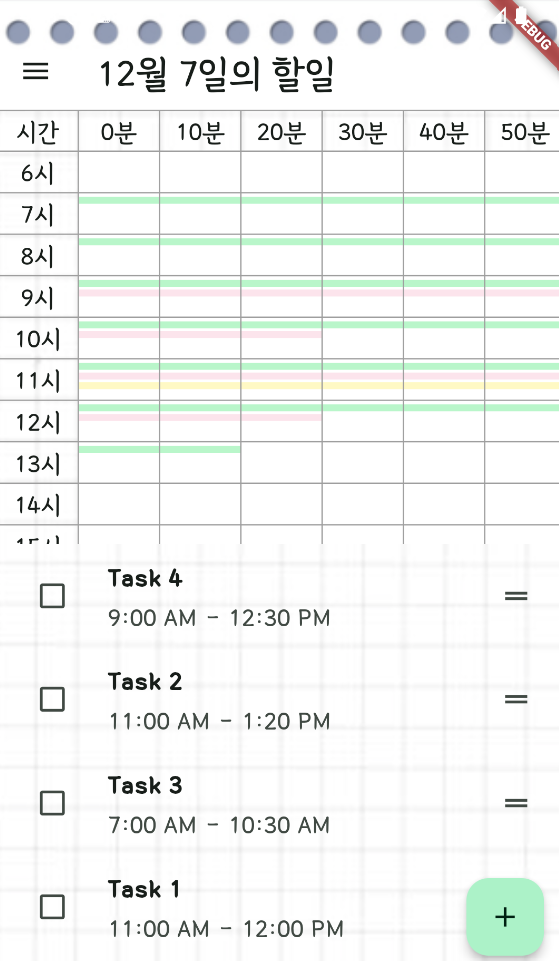 DEBUG
12월 7일의 할일
시간 0분 10분 20분 30분 40분 50분
6시
7시
8시
9시
10시
11시
12시
13시
14시
Task 4
9:00 AM - 12:30 PM
Task 2
11:00 AM - 1:20 PM
Task 3
7:00 AM - 10:30 AM
Task 1
11:00 AM - 12:00 PM
+